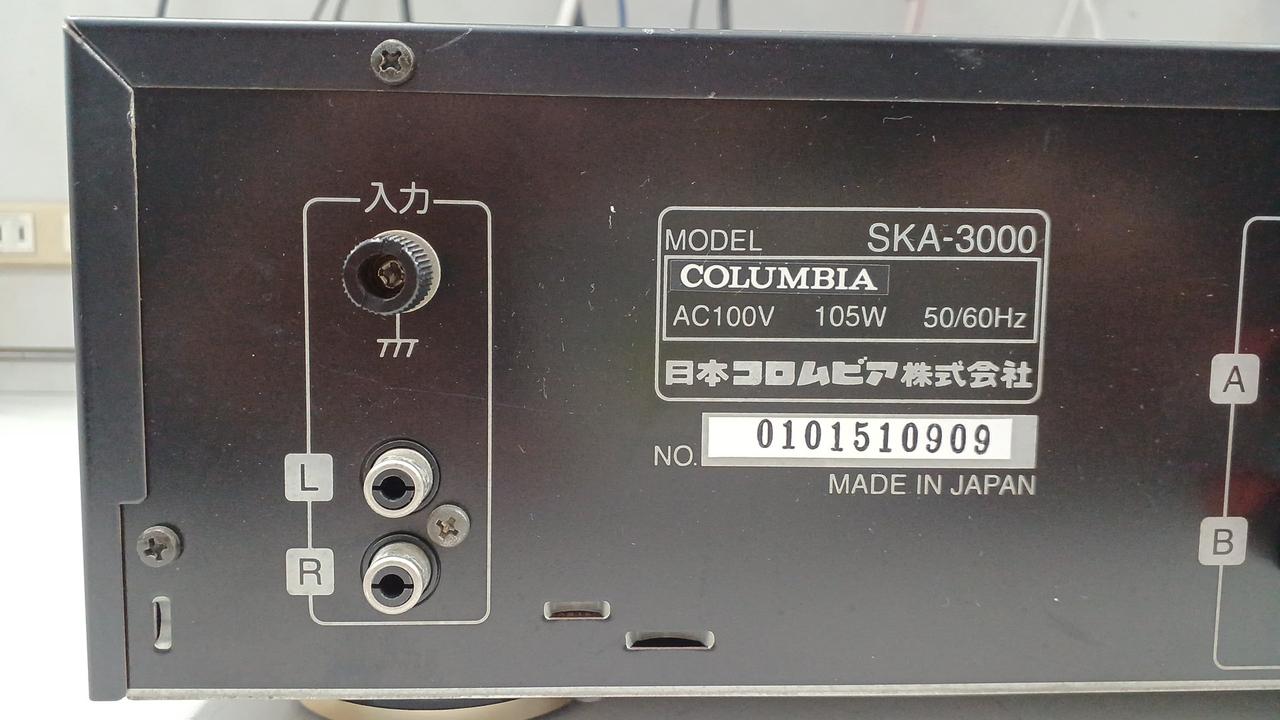 入力
L
R
MODEL SKA-3000
COLUMBIA
AC100V 105W 50/60Hz
日本コロムビア株式会社
NO. 0101510909
MADE IN JAPAN
A
B